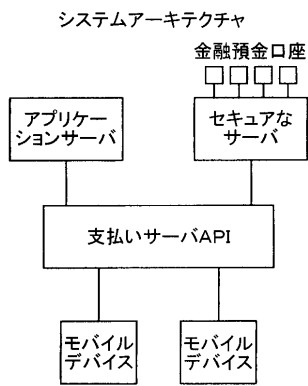 システムアーキテクチャ
金融預金口座
アプリケー
ションサーバ
セキュアな
サーバ
支払いサーバAPI
モバイル
デバイス
モバイル
デバイス